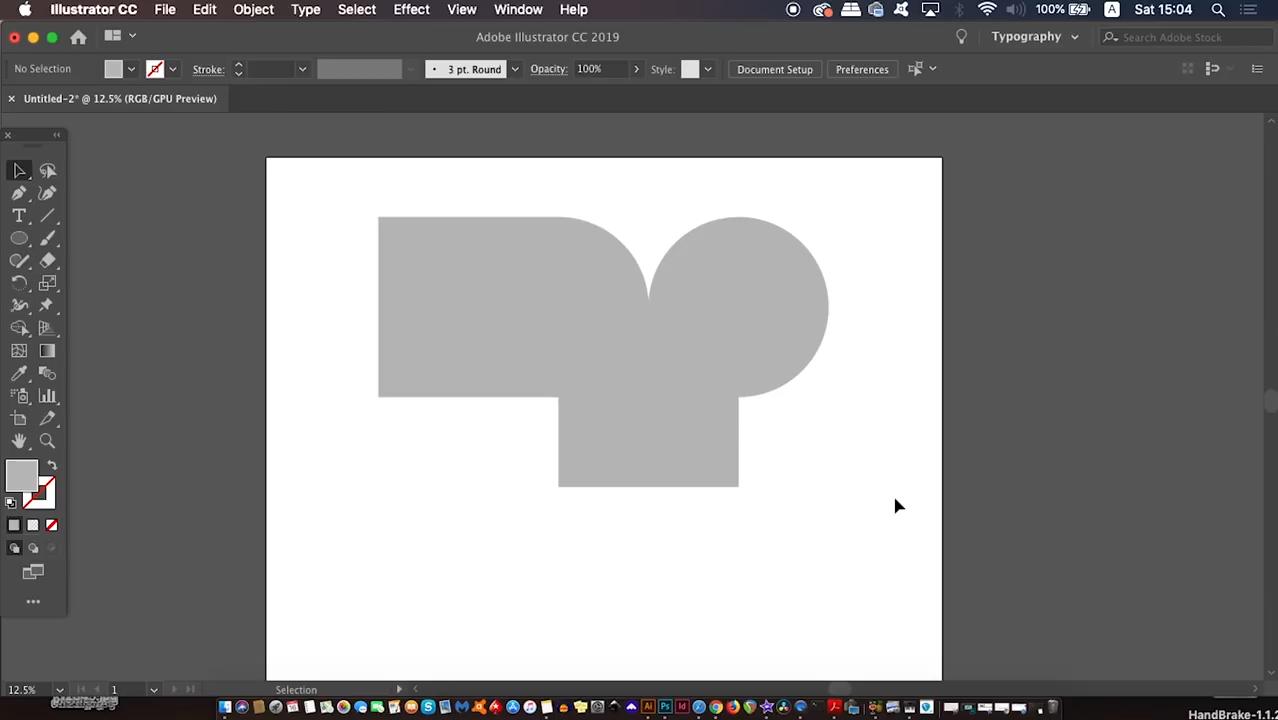 Illustrator CC File Edit Object Type Select Effect View Window Help 100% A Sat 15:04
Adobe Illustrator CC 2019 Typography Search Adobe Stock
No Selection Stroke: 3 pt. Round Opacity: 100% Style: Document Setup Preferences
Untitled-2* @ 12.5% (RGB/GPU Preview)
12.5% 1 Selection
HandBrake-1.1.